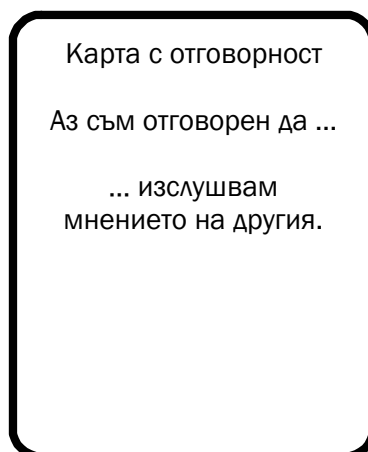 Карта с отговорност
Аз съм отговорен да ...
... изслушвам
мнението на другия.